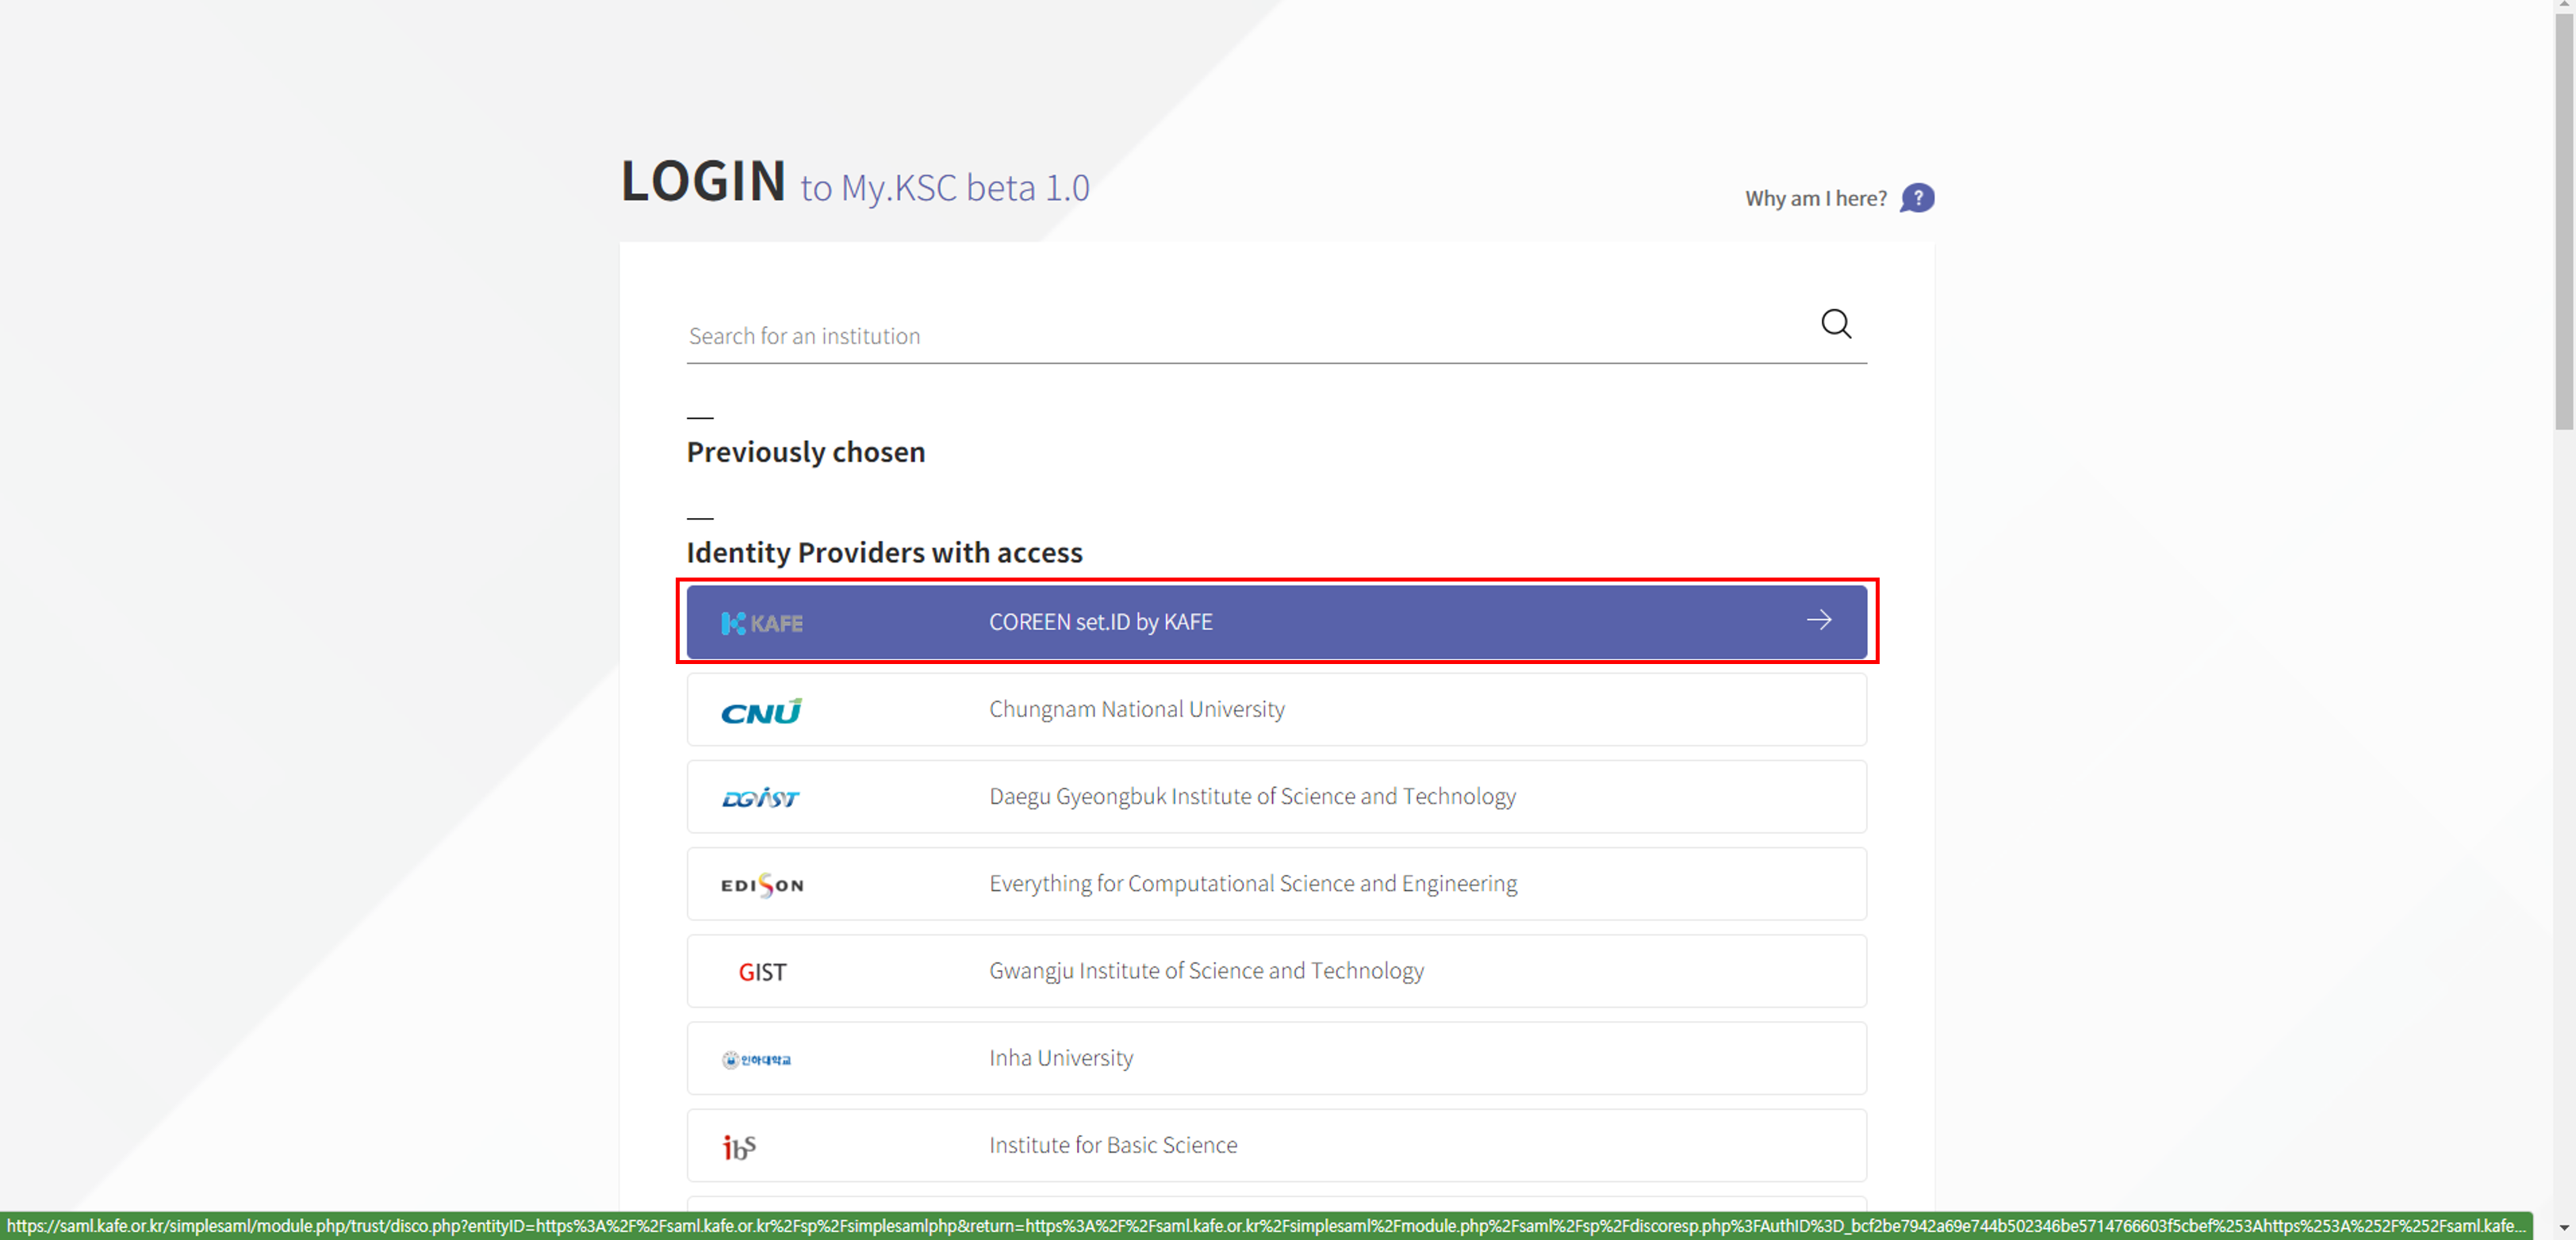 LOGIN to My.KSC beta 1.0
Why am I here? ?
Search for an institution
Previously chosen
Identity Providers with access
KAFE COREEN set.ID by KAFE
CNU Chungnam National University
DGIST Daegu Gyeongbuk Institute of Science and Technology
EDISON Everything for Computational Science and Engineering
GIST Gwangju Institute of Science and Technology
인하대학교 Inha University
ibs Institute for Basic Science
https://saml.kafe.or.kr/simplesaml/module.php/trust/disco.php?entityID=https%3A%2F%2Fsaml.kafe.or.kr%2Fsp%2Fsimplesamlphp&return=https%3A%2F%2Fsaml.kafe.or.kr%2Fsimplesaml%2Fmodule.php%2Fsaml%2Fsp%2Fdiscoresp.php%3FAuthID%3D_bcf2be7942a69e744b502346be5714766603f5cbef%253Ahttps%253A%252F%252Fsaml.kafe...